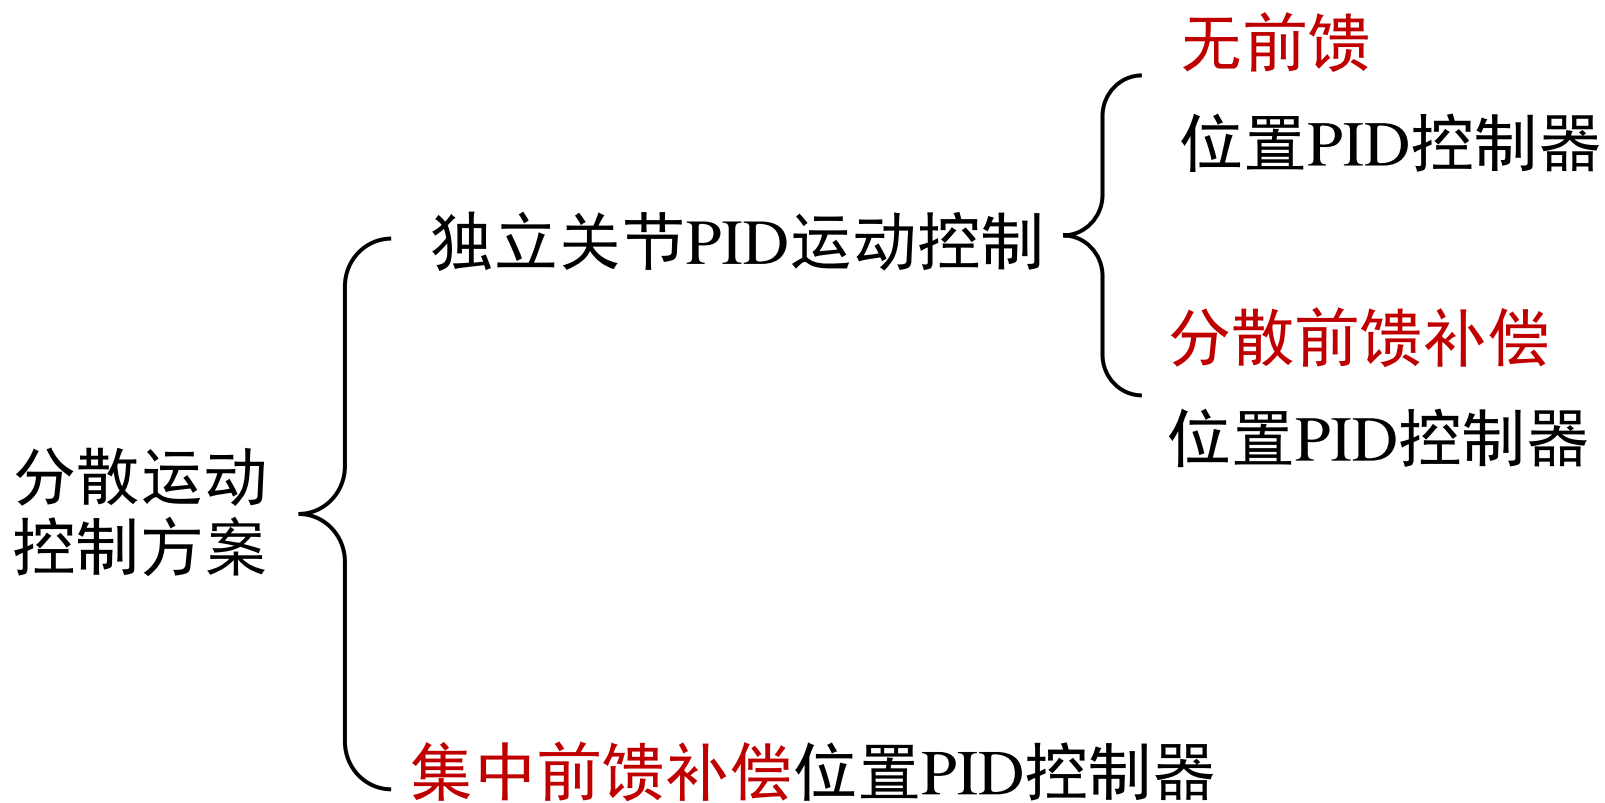 无前馈
位置PID控制器
独立关节PID运动控制
分散前馈补偿
位置PID控制器
分散运动
控制方案
集中前馈补偿位置PID控制器